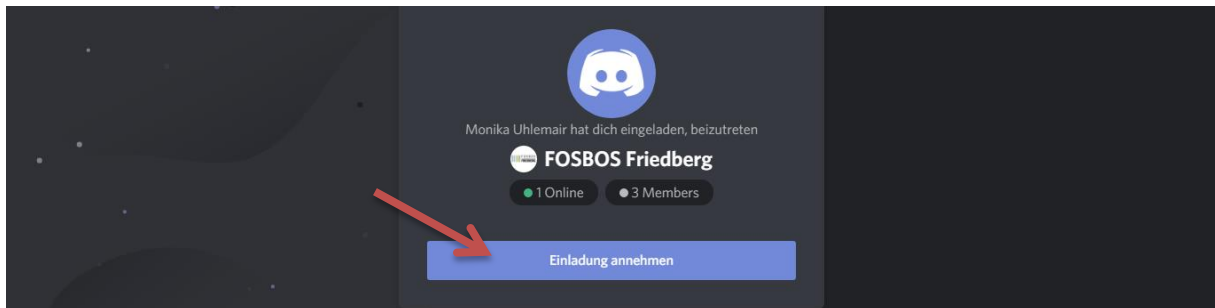 Monika Uhlemair hat dich eingeladen, beizutreten
FOSBOS Friedberg
1 Online 3 Members
Einladung annehmen